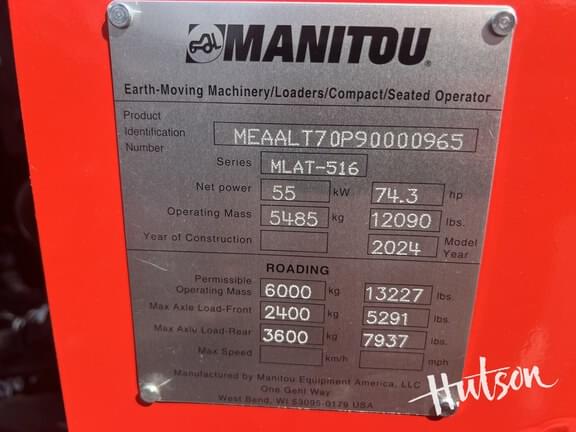 MANITOU
Earth-Moving Machinery/Loaders/Compact/Seated Operator
Product
Identification MEAALT70P90000965
Number
Series MLAT-516
Net power 55 kW 74.3 hp
Operating Mass 5485 kg 12090 lbs.
Year of Construction 2024 Model
Year
ROADING
Permissible
Operating Mass 6000 kg 13227 lbs.
Max Axle Load-Front 2400 kg 5291 lbs.
Max Axle Load-Rear 3600 kg 7937 lbs.
Max Speed km/h mph
Manufactured by Manitou Equipment America, LLC
One Gehl Way
West Bend, WI 53095-0179 USA
Hutson